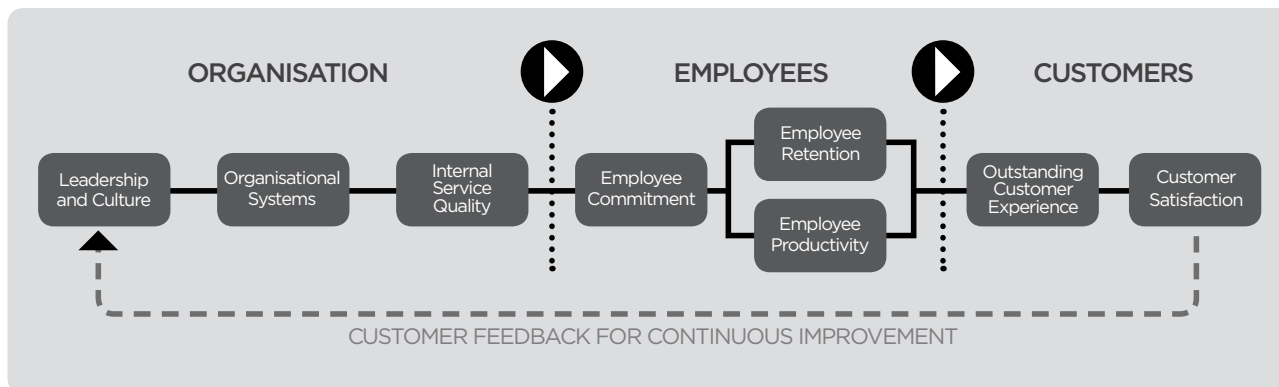 ORGANISATION
EMPLOYEES
CUSTOMERS
Leadership
and Culture
Organisational
Systems
Internal
Service
Quality
Employee
Commitment
Employee
Retention
Employee
Productivity
Outstanding
Customer
Experience
Customer
Satisfaction
CUSTOMER FEEDBACK FOR CONTINUOUS IMPROVEMENT